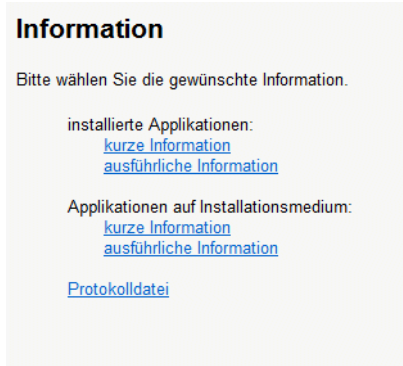 Information
Bitte wählen Sie die gewünschte Information.
installierte Applikationen:
kurze Information
ausführliche Information
Applikationen auf Installationsmedium:
kurze Information
ausführliche Information
Protokolldatei